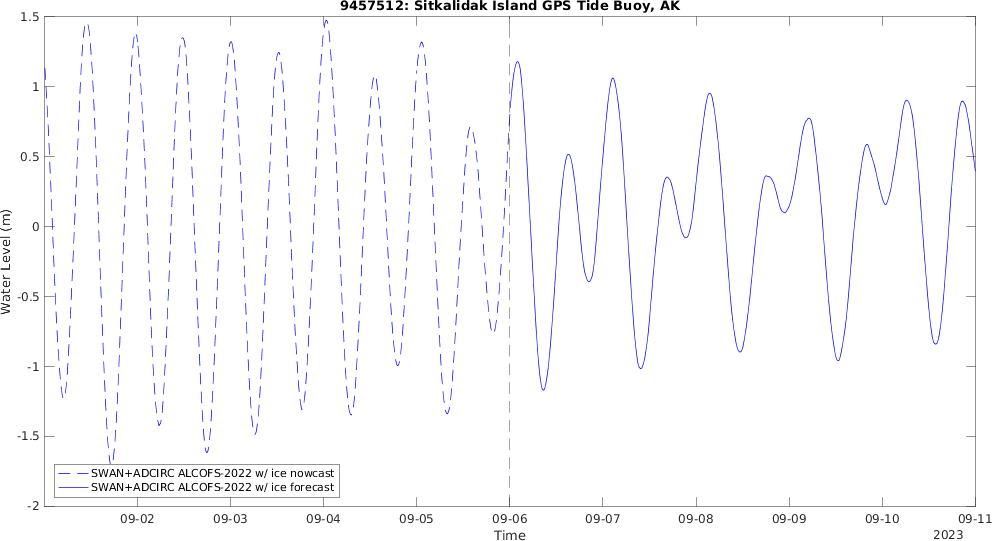 9457512: Sitkalidak Island GPS Tide Buoy, AK
1.5
1
0.5
0
-0.5
-1
-1.5
-2
Water Level (m)
SWAN+ADCIRC ALCOFS-2022 w/ ice nowcast
SWAN+ADCIRC ALCOFS-2022 w/ ice forecast
09-02 09-03 09-04 09-05 09-06 09-07 09-08 09-09 09-10 09-11
Time
2023